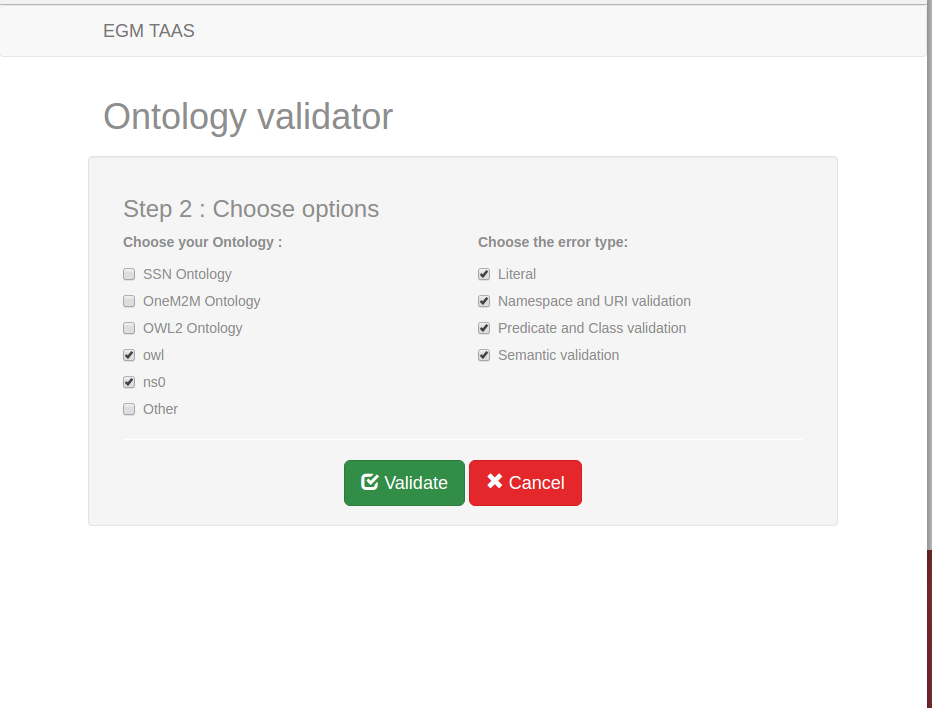 EGM TAAS
Ontology validator
Step 2 : Choose options
Choose your Ontology :
SSN Ontology
OneM2M Ontology
OWL2 Ontology
owl
ns0
Other
Choose the error type:
Literal
Namespace and URI validation
Predicate and Class validation
Semantic validation
Validate
Cancel